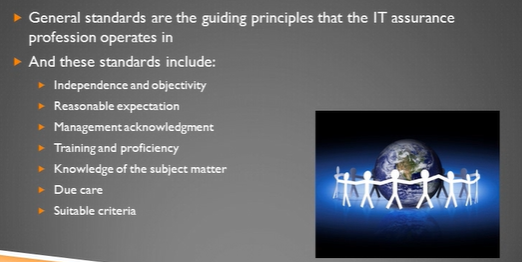 General standards are the guiding principles that the IT assurance
profession operates in
And these standards include:
Independence and objectivity
Reasonable expectation
Management acknowledgment
Training and proficiency
Knowledge of the subject matter
Due care
Suitable criteria